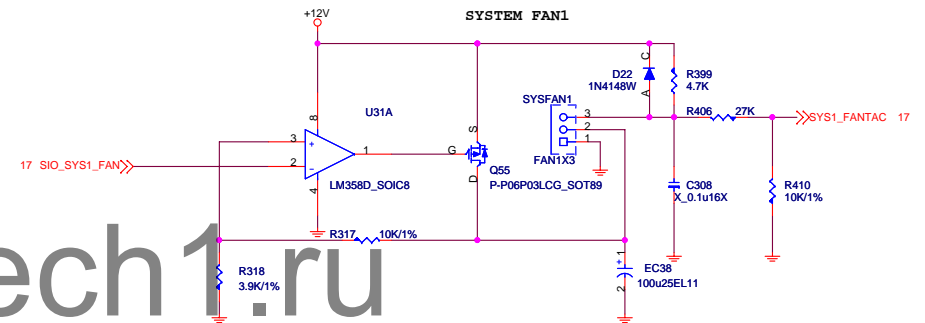 SYSTEM FAN1
+12V
D22
1N4148W
C
A
R399
4.7K
SYSFAN1
3
2
1
FAN1X3
R406
27K
SYS1_FANTAC 17
U31A
8
3
+
2
-
1
4
LM358D_SOIC8
17 SIO_SYS1_FAN
S
G
D
Q55
P-P06P03LCG_SOT89
C308
X_0.1u16X
R410
10K/1%
R317
10K/1%
R318
3.9K/1%
+
1
2
EC38
100u25EL11
ech1.ru